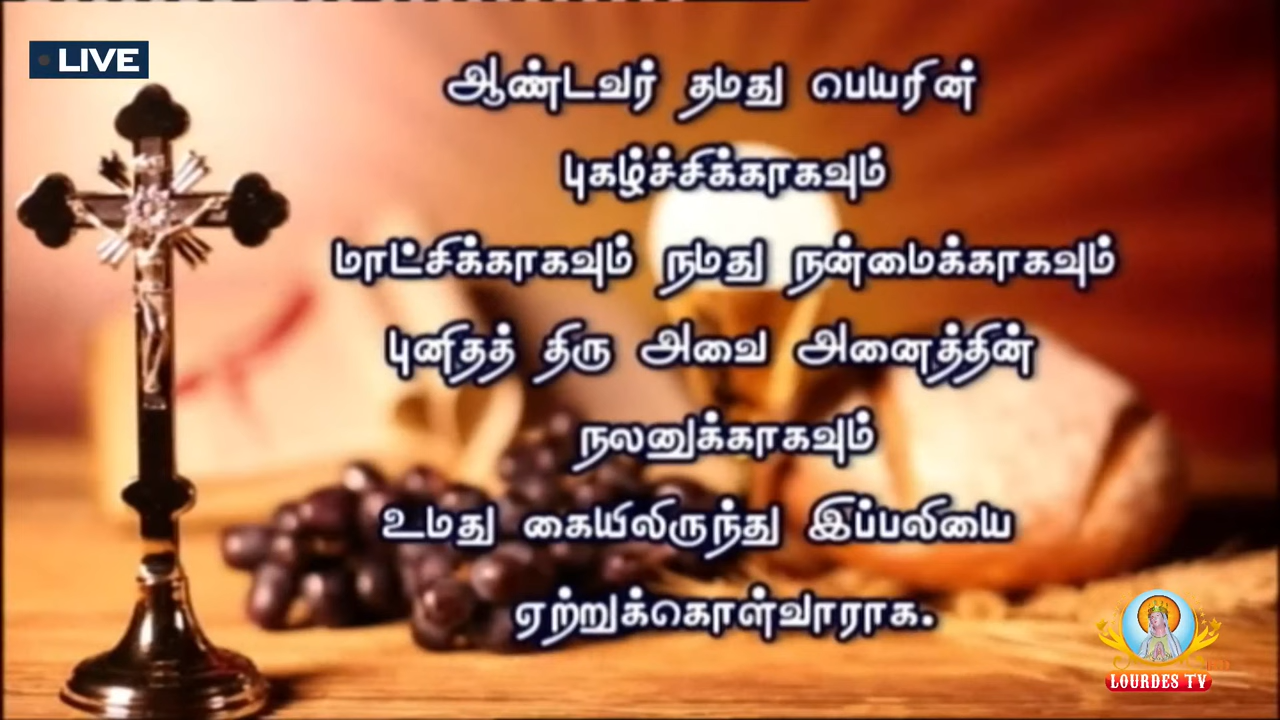 LIVE
ஆண்டவர் தமது பெயரின்
புகழ்ச்சிக்காகவும்
மாட்சிக்காகவும் நமது நன்மைக்காகவும்
புனிதத் திரு அவை அனைத்தின்
நலனுக்காகவும்
உமது கையிலிருந்து இப்பலியை
ஏற்றுக்கொள்வாராக.
LOURDES TV